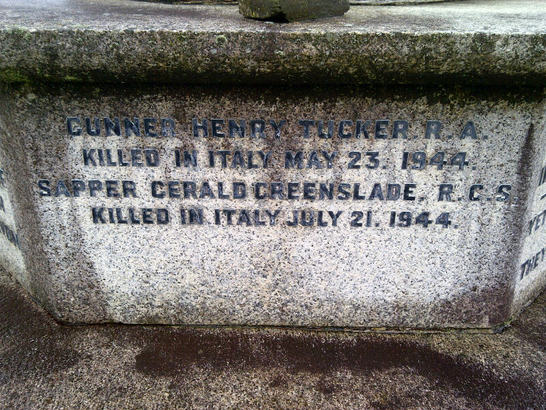 GUNNER HENRY TUCKER R.A.
KILLED IN ITALY MAY 23, 1944.
SAPPER GERALD GREENSLADE, R.C.S.
KILLED IN ITALY JULY 21, 1944.